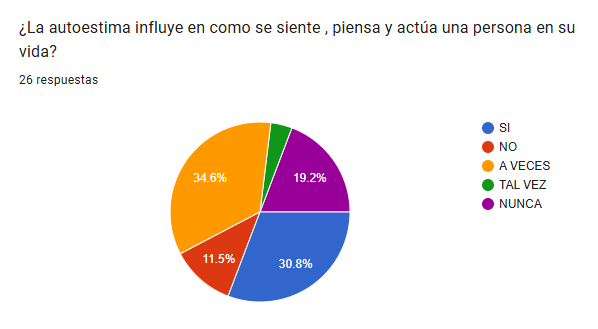 ¿La autoestima influye en como se siente , piensa y actúa una persona en su
vida?
26 respuestas
34.6%
19.2%
11.5%
30.8%
SI
NO
A VECES
TAL VEZ
NUNCA